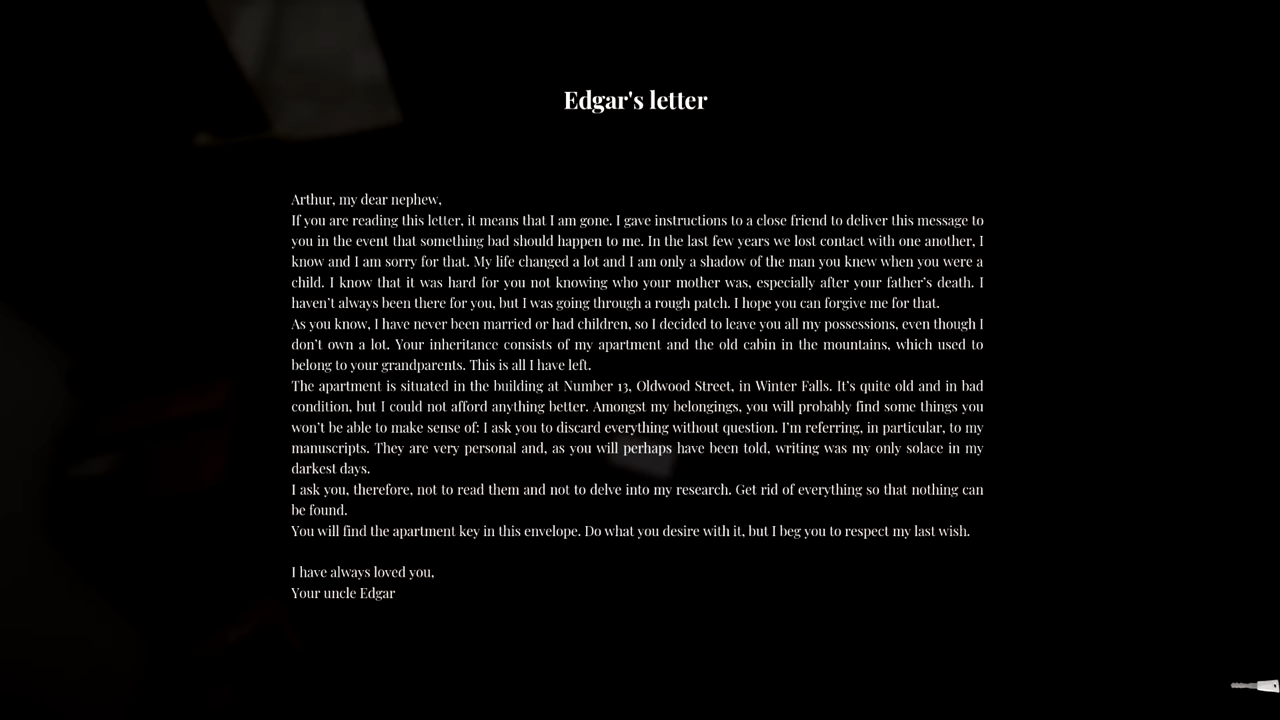 Edgar's letter
Arthur, my dear nephew,
If you are reading this letter, it means that I am gone. I gave instructions to a close friend to deliver this message to
you in the event that something bad should happen to me. In the last few years we lost contact with one another, I
know and I am sorry for that. My life changed a lot and I am only a shadow of the man you knew when you were a
child. I know that it was hard for you not knowing who your mother was, especially after your father’s death. I
haven’t always been there for you, but I was going through a rough patch. I hope you can forgive me for that.
As you know, I have never been married or had children, so I decided to leave you all my possessions, even though I
don’t own a lot. Your inheritance consists of my apartment and the old cabin in the mountains, which used to
belong to your grandparents. This is all I have left.
The apartment is situated in the building at Number 13, Oldwood Street, in Winter Falls. It’s quite old and in bad
condition, but I could not afford anything better. Amongst my belongings, you will probably find some things you
won’t be able to make sense of: I ask you to discard everything without question. I’m referring, in particular, to my
manuscripts. They are very personal and, as you will perhaps have been told, writing was my only solace in my
darkest days.
I ask you, therefore, not to read them and not to delve into my research. Get rid of everything so that nothing can
be found.
You will find the apartment key in this envelope. Do what you desire with it, but I beg you to respect my last wish.
I have always loved you,
Your uncle Edgar